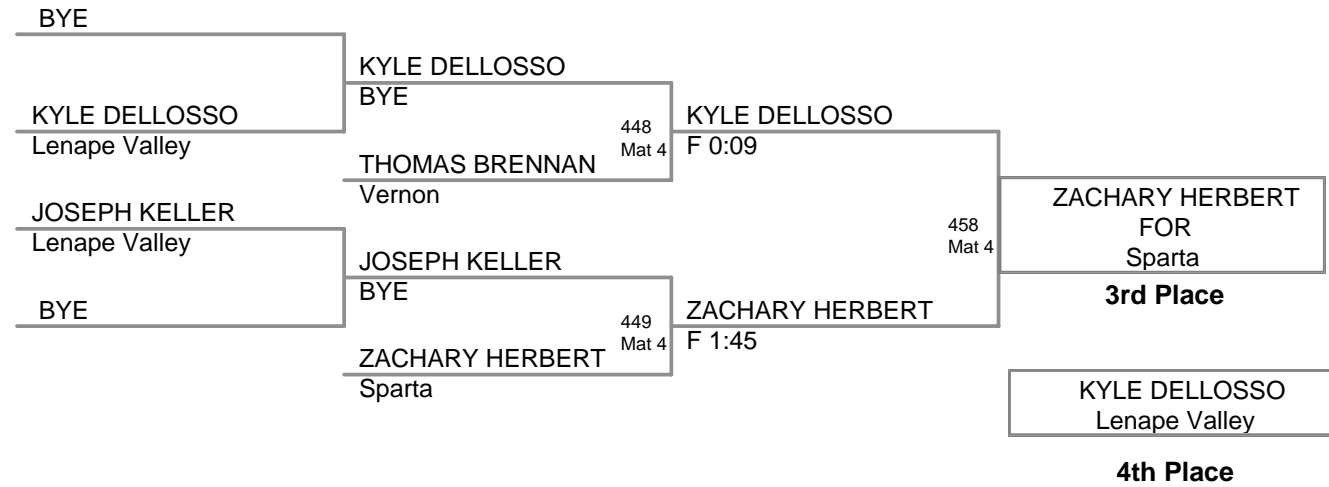 BYE
KYLE DELLOSSO
BYE
KYLE DELLOSSO
Lenape Valley
448
Mat 4
KYLE DELLOSSO
F 0:09
THOMAS BRENNAN
Vernon
JOSEPH KELLER
Lenape Valley
458
Mat 4
ZACHARY HERBERT
FOR
Sparta
3rd Place
JOSEPH KELLER
BYE
BYE
449
Mat 4
ZACHARY HERBERT
F 1:45
ZACHARY HERBERT
Sparta
KYLE DELLOSSO
Lenape Valley
4th Place